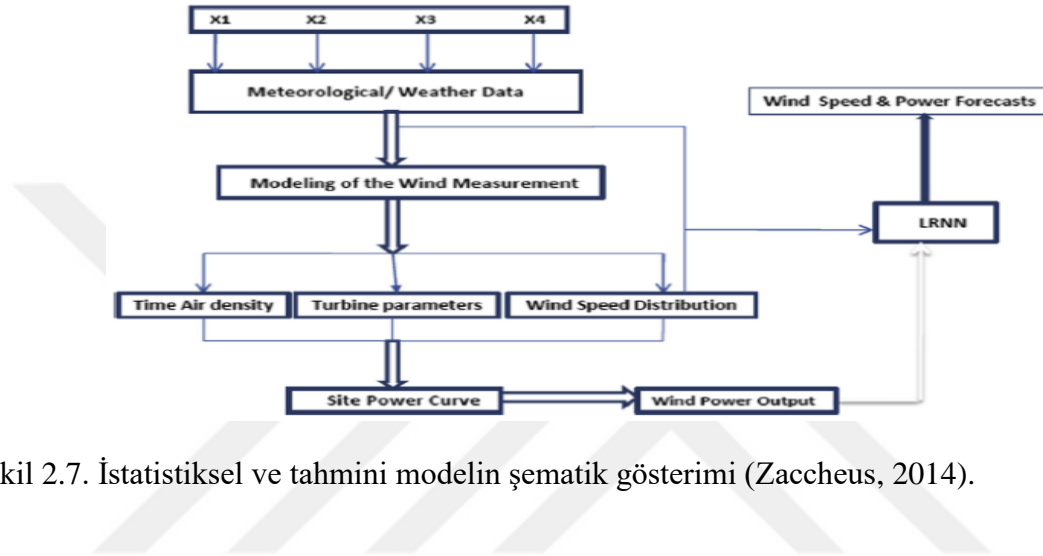 X1 X2 X3 X4
Meteorological/ Weather Data
Wind Speed & Power Forecasts
Modeling of the Wind Measurement
LRNN
Time Air density Turbine parameters Wind Speed Distribution
Site Power Curve Wind Power Output
kil 2.7. İstatistiksel ve tahmini modelin şematik gösterimi (Zaccheus, 2014).